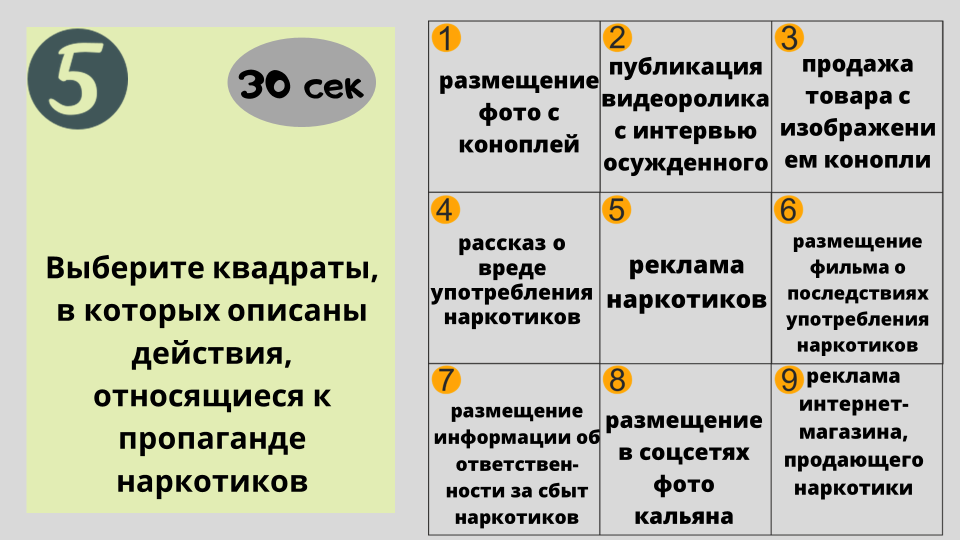 5
30 сек
Выберите квадраты,
в которых описаны
действия,
относящиеся к
пропаганде
наркотиков
1
размещение
фото с
коноплей
2
публикация
видеоролика
с интервью
осужденного
3
продажа
товара с
изображени
ем конопли
4
рассказ о
вреде
употребления
наркотиков
5
реклама
наркотиков
6
размещение
фильма о
последствиях
употребления
наркотиков
7
размещение
информации об
ответствен-
ности за сбыт
наркотиков
8
размещение
в соцсетях
фото
кальяна
9
реклама
интернет-
магазина,
продающего
наркотики